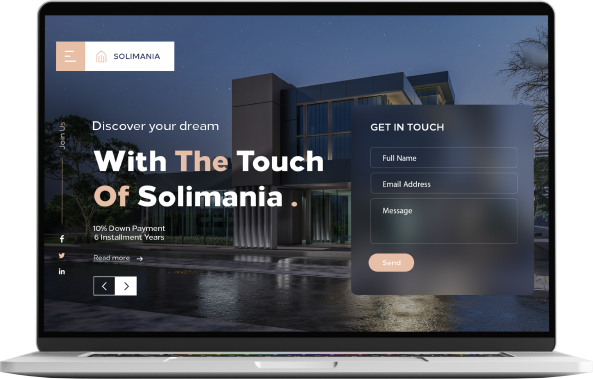 SOLIMANIA
Join Us
Discover your dream
With The Touch
Of Solimania .
10% Down Payment
6 Installment Years
Read more
GET IN TOUCH
Full Name
Email Address
Message
Send